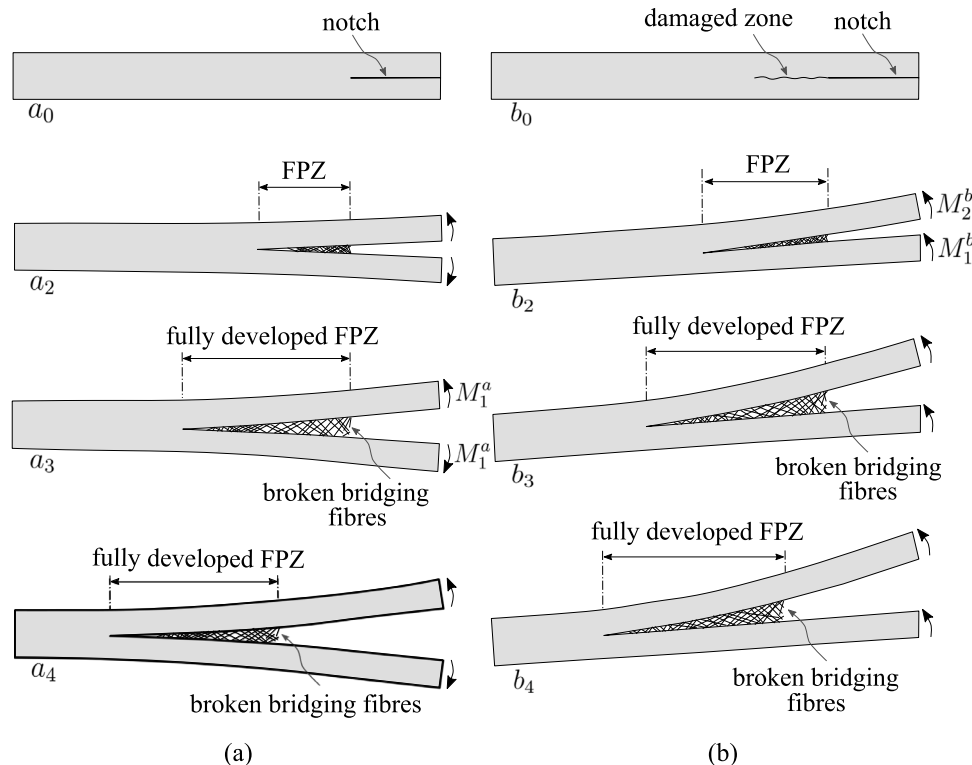 notch
a₀
FPZ
a₂
fully developed FPZ
M₁ᵃ
M₁ᵃ
a₃
broken bridging
fibres
fully developed FPZ
a₄
broken bridging fibres
(a)
damaged zone
notch
b₀
FPZ
M₂ᵇ
M₁ᵇ
b₂
fully developed FPZ
broken bridging
fibres
b₃
fully developed FPZ
b₄
broken bridging
fibres
(b)